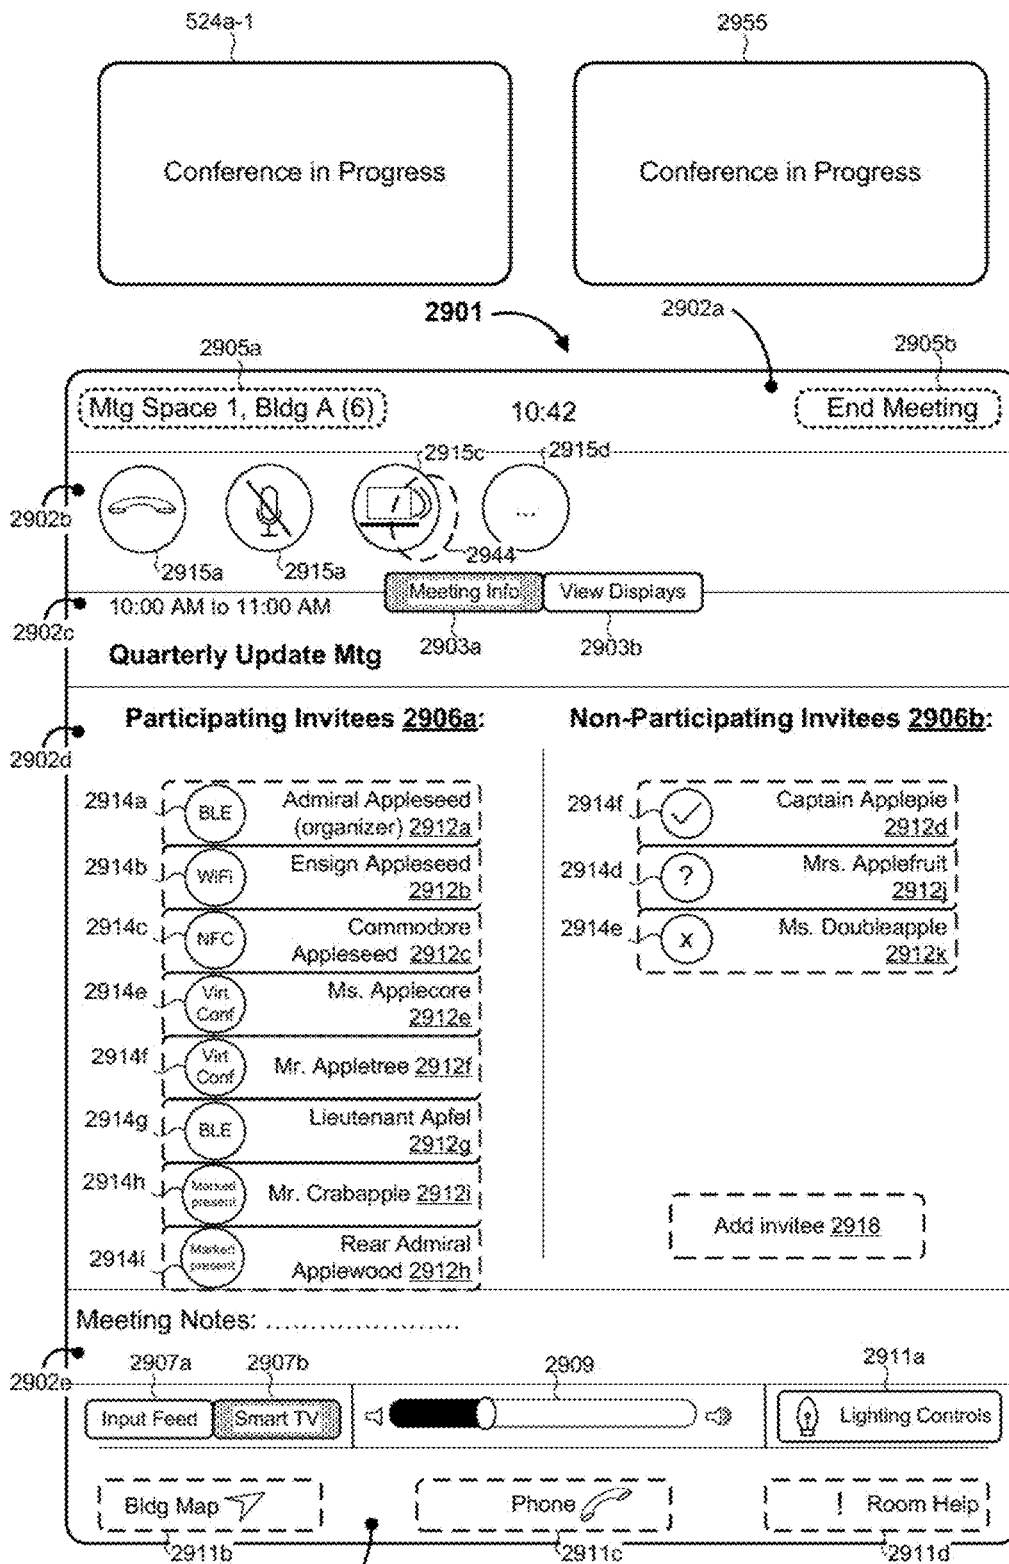 524a-1 2955
Conference in Progress Conference in Progress
2901 2902a
2905a 2905b
Mtg Space 1, Bldg A (6) 10:42 End Meeting
2915c 2915d
...
2902b
2915a 2915a 2944
10:00 AM to 11:00 AM Meeting Info View Displays
2902c
2903a 2903b
Quarterly Update Mtg
Participating Invitees 2906a: Non-Participating Invitees 2906b:
2902d
2914a BLE Admiral Appleseed
(organizer) 2912a
2914b WiFi Ensign Appleseed
2912b
2914c NFC Commodore
Appleseed 2912c
2914e Virt Conf Ms. Applecore
2912e
2914f Virt Conf Mr. Appletree 2912f
2914g BLE Lieutenant Apfel
2912g
2914h Marked present Mr. Crabapple 2912i
2914i Marked present Rear Admiral
Applewood 2912h
2914f Captain Applepie
2912d
2914d ? Mrs. Applefruit
2912j
2914e x Ms. Doubleapple
2912k
Add invitee 2918
Meeting Notes: ......................
2902e
2907a 2907b 2909 2911a
Input Feed Smart TV Lighting Controls
Bldg Map Phone ! Room Help
2911b 2911c 2911d